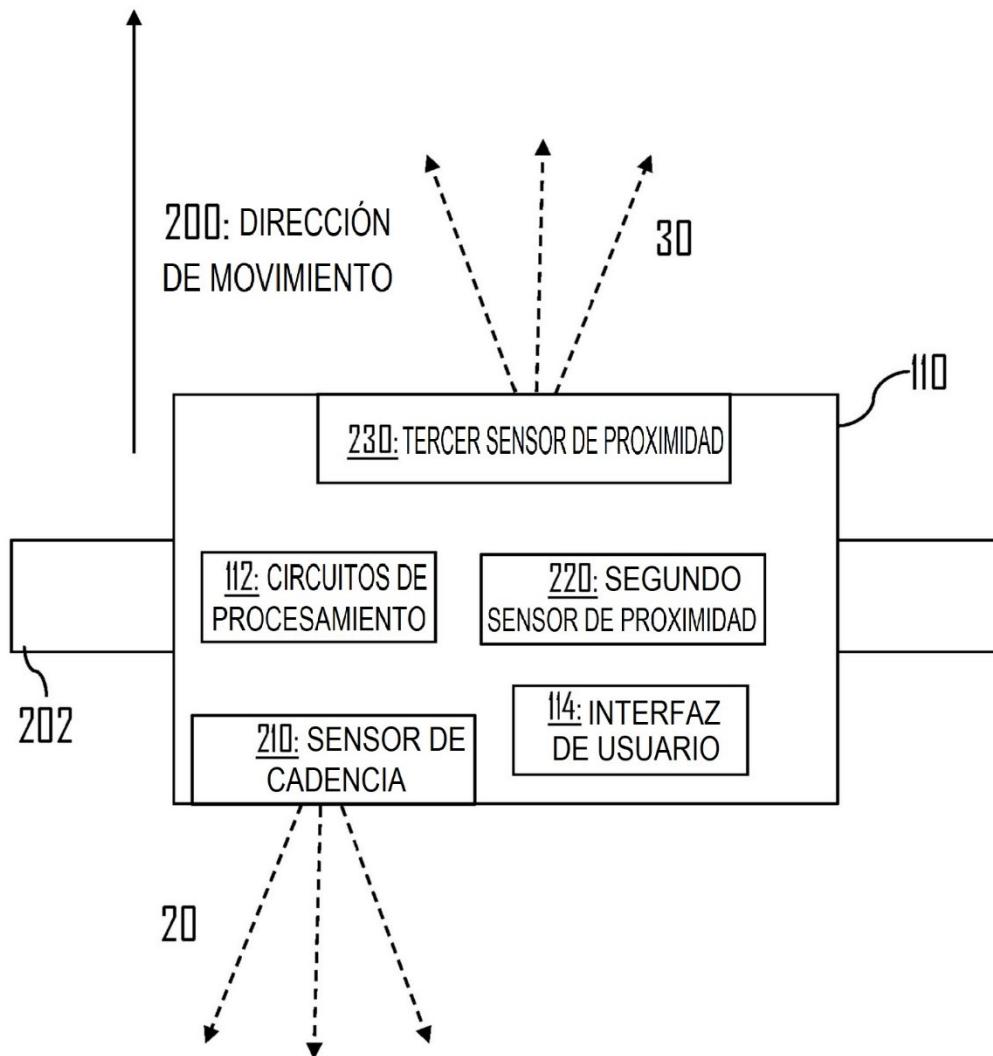 200: DIRECCIÓN
DE MOVIMIENTO
30
110
230: TERCER SENSOR DE PROXIMIDAD
112: CIRCUITOS DE
PROCESAMIENTO
220: SEGUNDO
SENSOR DE PROXIMIDAD
202
210: SENSOR DE
CADENCIA
114: INTERFAZ
DE USUARIO
20